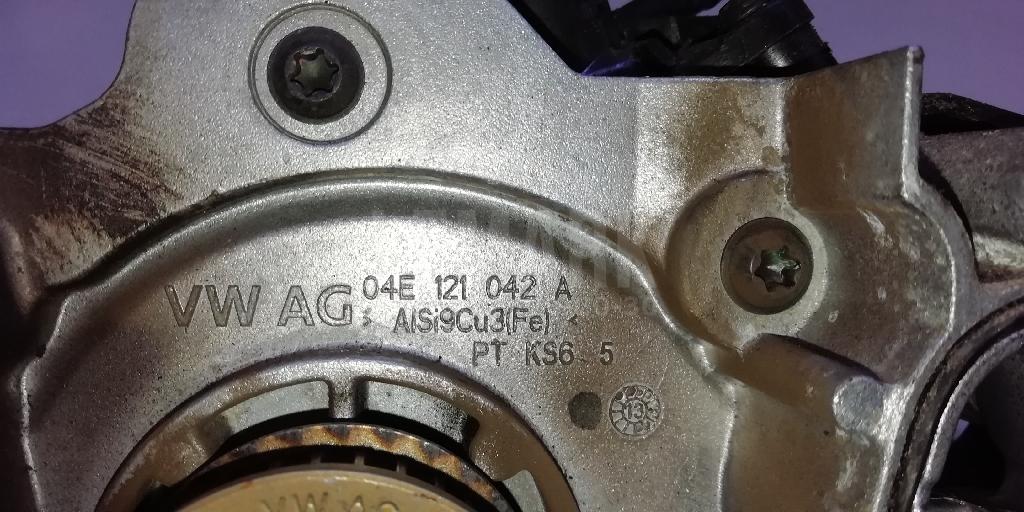 VW AG 04E 121 042 A
> AlSi9Cu3(Fe) <
PT KS6 5
13